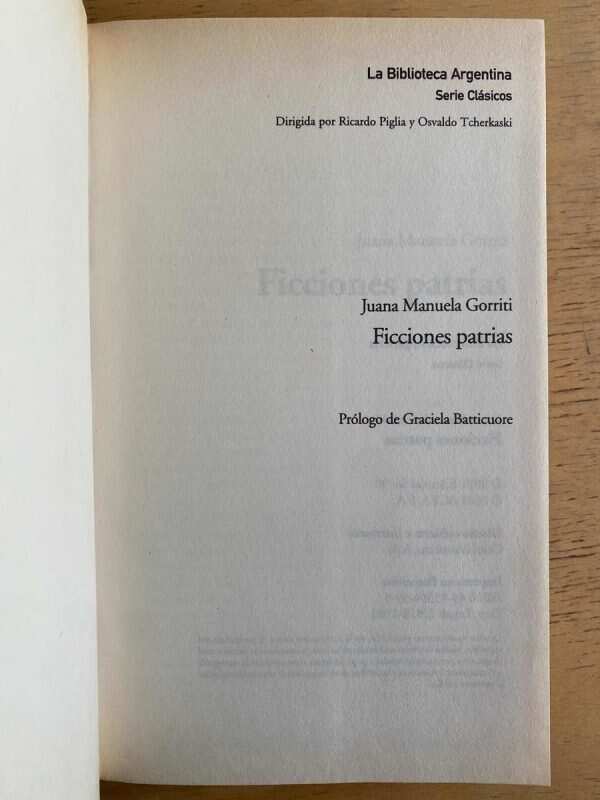 La Biblioteca Argentina
Serie Clásicos
Dirigida por Ricardo Piglia y Osvaldo Tcherkaski
Juana Manuela Gorriti
Ficciones patrias
Prólogo de Graciela Batticuore